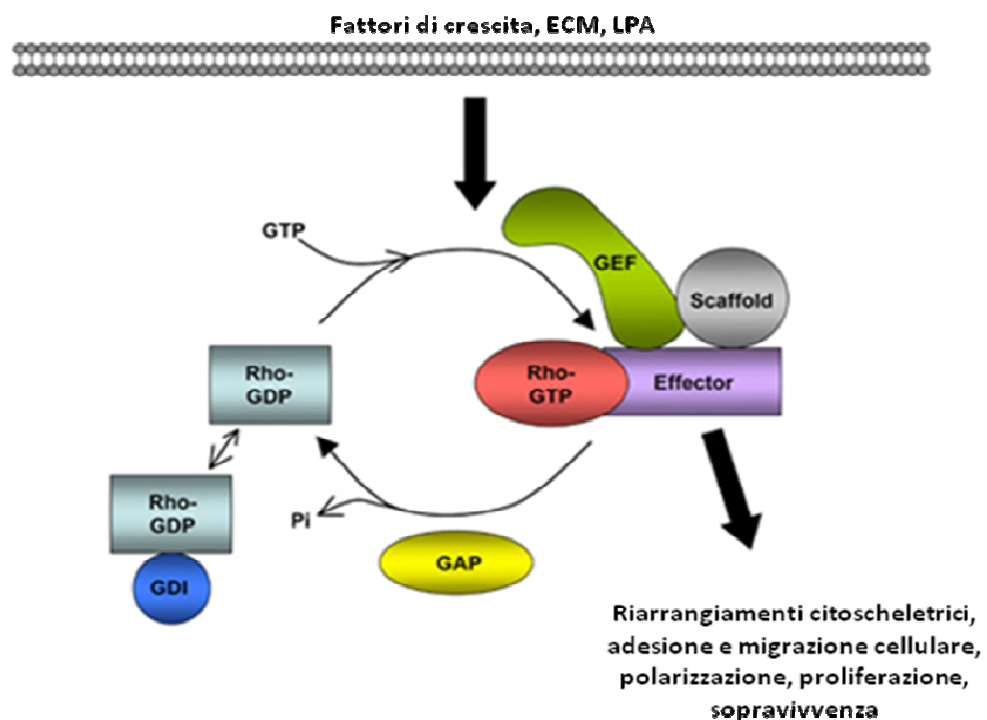 Fattori di crescita, ECM, LPA
GTP
GEF
Scaffold
Rho-
GDP
Rho-
GTP
Effector
Rho-
GDP
GDI
Pi
GAP
Riarrangiamenti citoscheletrici,
adesione e migrazione cellulare,
polarizzazione, proliferazione,
sopravivvenza